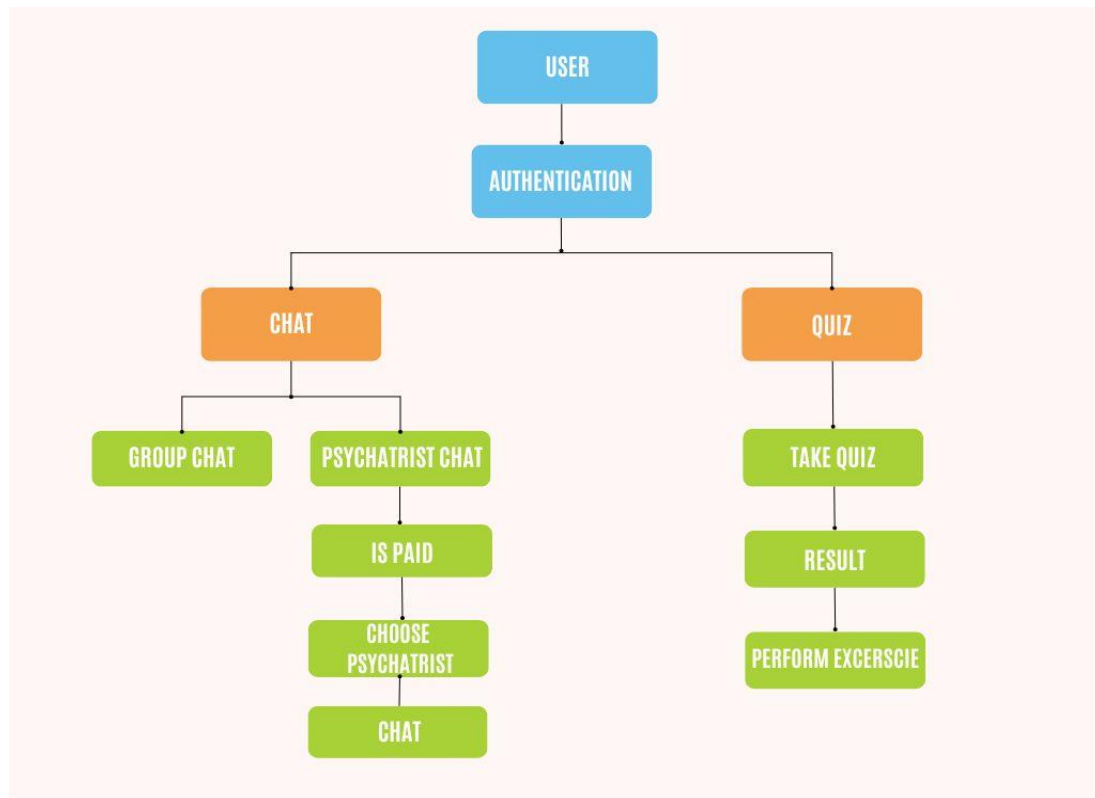 USER
AUTHENTICATION
CHAT
QUIZ
GROUP CHAT
PSYCHATRIST CHAT
TAKE QUIZ
IS PAID
RESULT
CHOOSE
PSYCHATRIST
PERFORM EXCERSCIE
CHAT